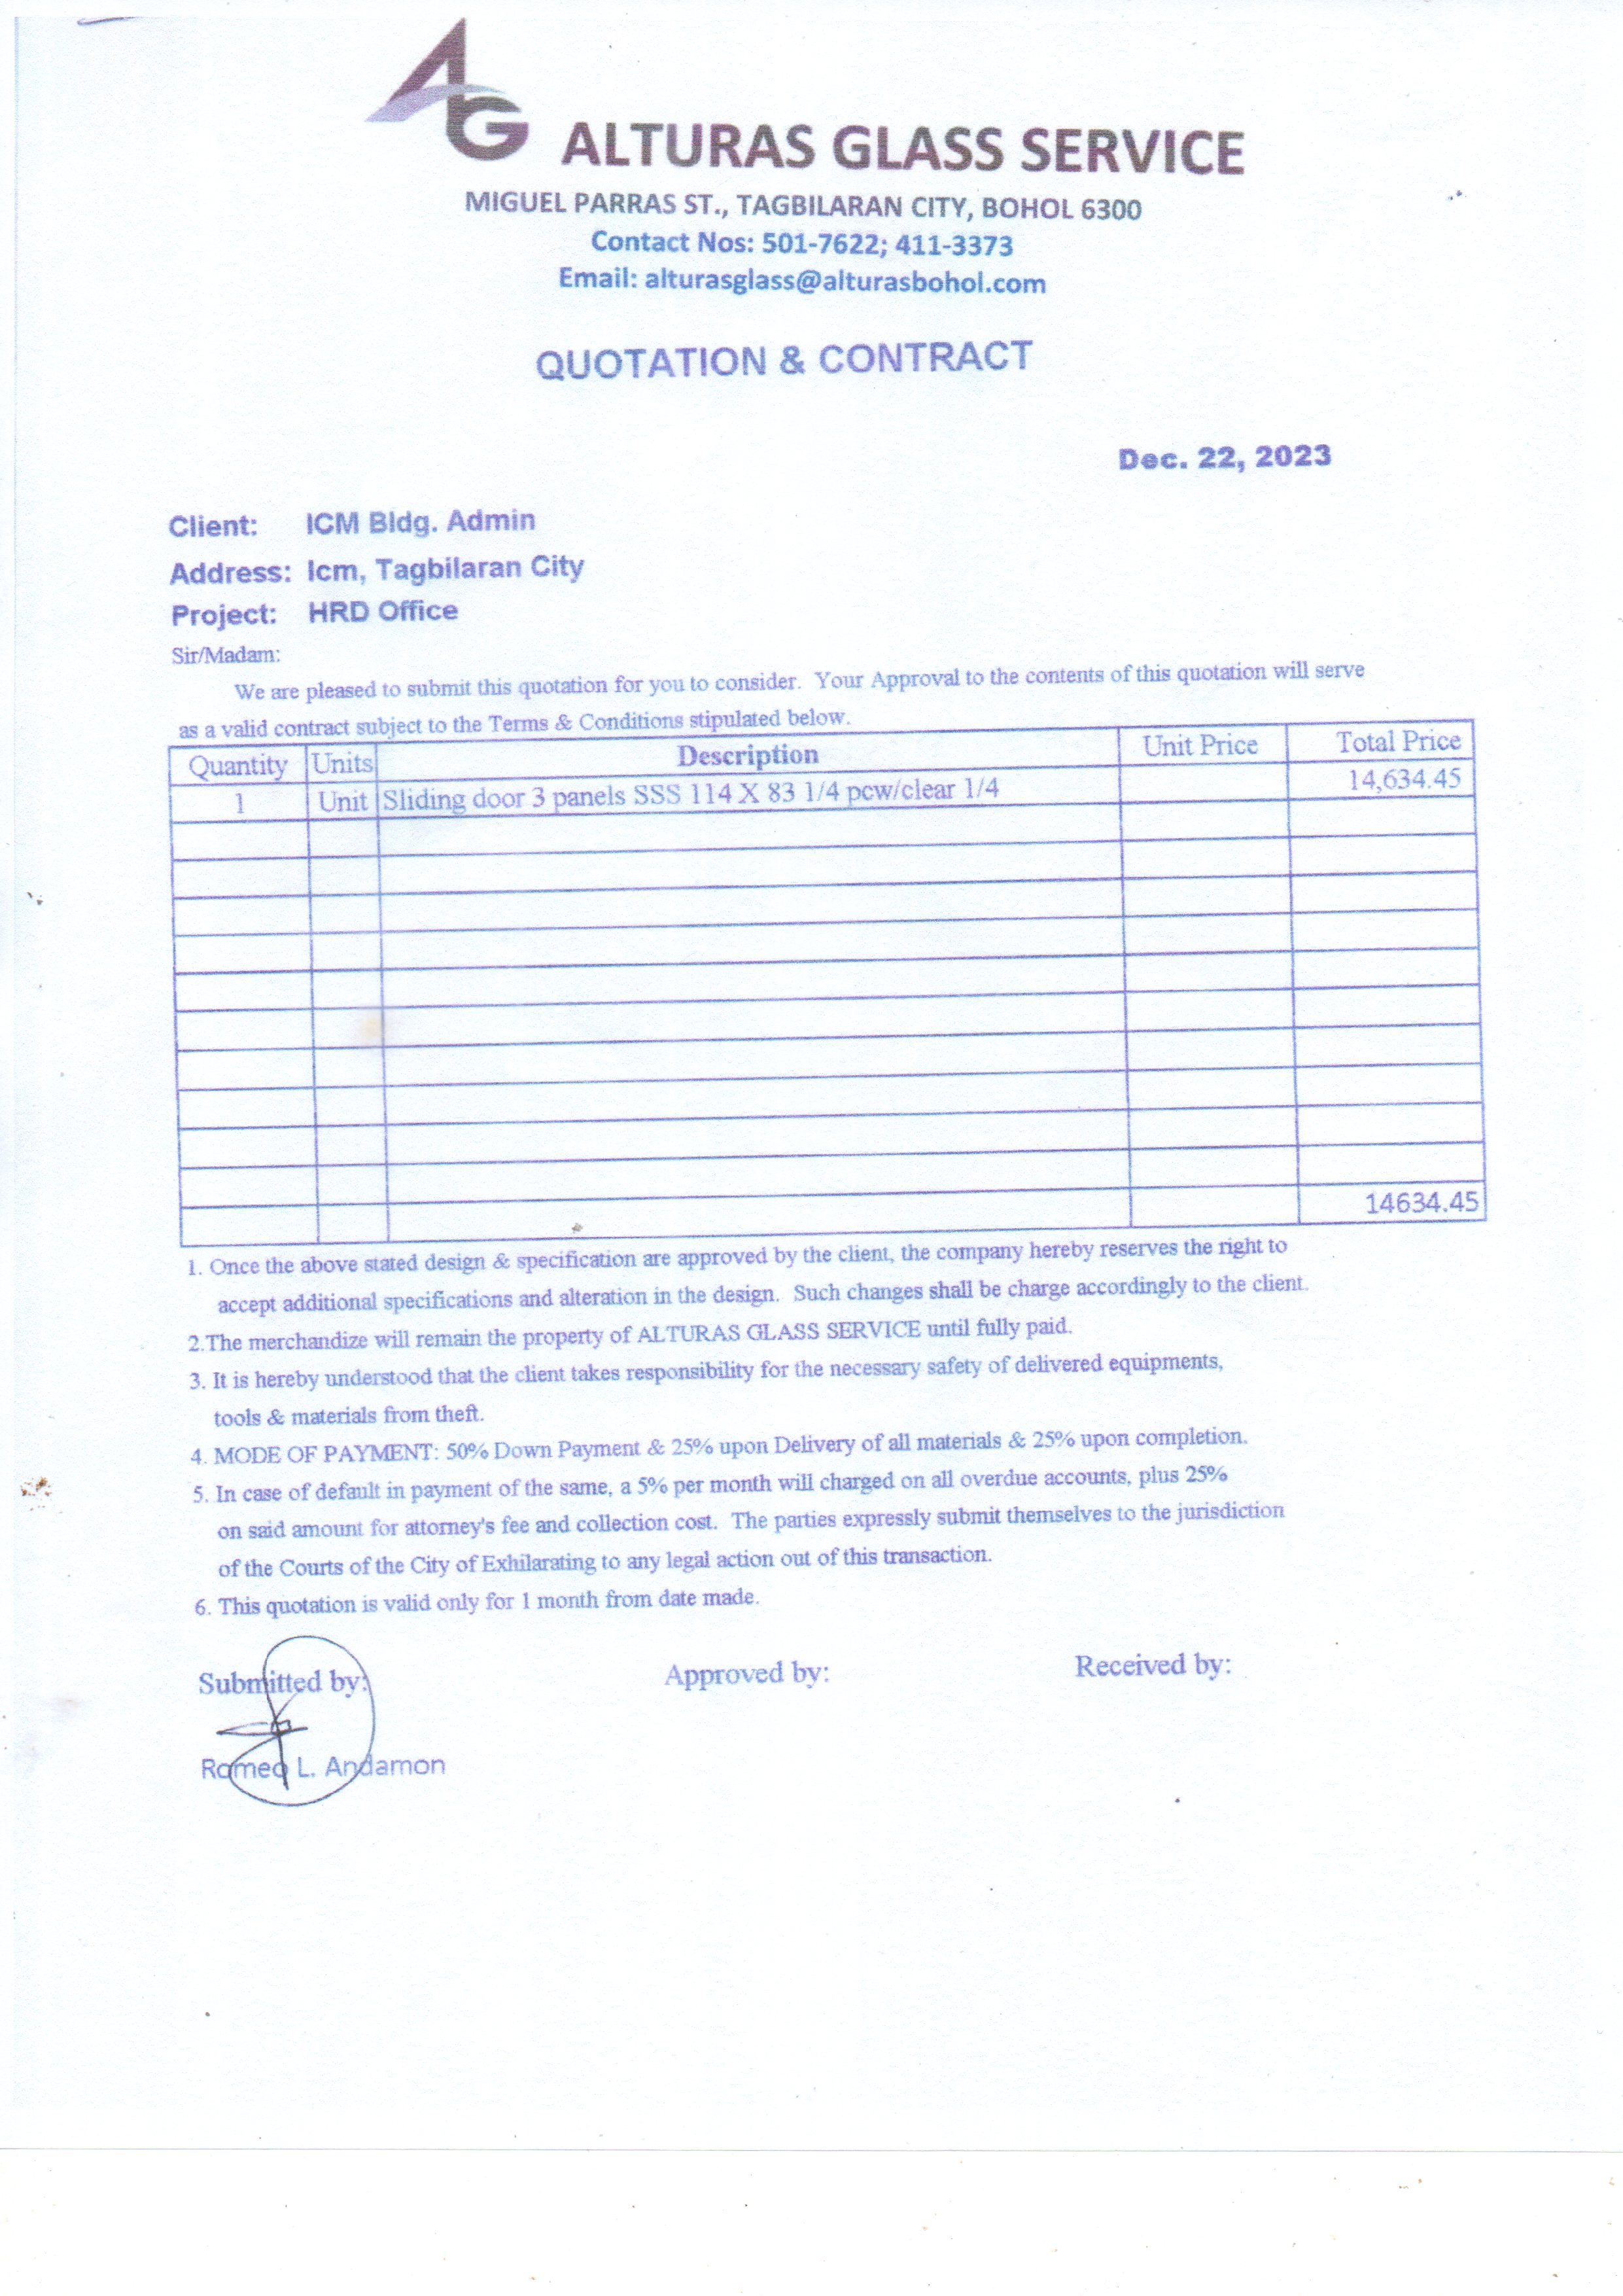 AG ALTURAS GLASS SERVICE
MIGUEL PARRAS ST., TAGBILARAN CITY, BOHOL 6300
Contact Nos: 501-7622; 411-3373
Email: alturasglass@alturasbohol.com
QUOTATION & CONTRACT
Dec. 22, 2023
Client: ICM Bldg. Admin
Address: Icm, Tagbilaran City
Project: HRD Office
Sir/Madam:
We are pleased to submit this quotation for you to consider. Your Approval to the contents of this quotation will serve
as a valid contract subject to the Terms & Conditions stipulated below.
Quantity Units Description Unit Price Total Price
1 Unit Sliding door 3 panels SSS 114 X 83 1/4 pcw/clear 1/4 14,634.45
14634.45
1. Once the above stated design & specification are approved by the client, the company hereby reserves the right to
accept additional specifications and alteration in the design. Such changes shall be charge accordingly to the client.
2.The merchandize will remain the property of ALTURAS GLASS SERVICE until fully paid.
3. It is hereby understood that the client takes responsibility for the necessary safety of delivered equipments,
tools & materials from theft.
4. MODE OF PAYMENT: 50% Down Payment & 25% upon Delivery of all materials & 25% upon completion.
5. In case of default in payment of the same, a 5% per month will charged on all overdue accounts, plus 25%
on said amount for attorney's fee and collection cost. The parties expressly submit themselves to the jurisdiction
of the Courts of the City of Exhilarating to any legal action out of this transaction.
6. This quotation is valid only for 1 month from date made.
Submitted by: Approved by: Received by:
Romeo L. Andamon